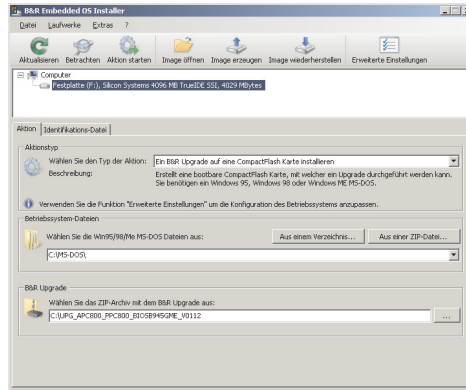 B&R Embedded OS Installer
Datei Laufwerke Extras ?
Aktualisieren Betrachten Aktion starten Image öffnen Image erzeugen Image wiederherstellen Erweiterte Einstellungen
Computer
Festplatte (F:), Silicon Systems 4096 MB TrueIDE SSI, 4029 MBytes
Aktion Identifikations-Datei
Aktionstyp
Wählen Sie den Typ der Aktion: Ein B&R Upgrade auf eine CompactFlash Karte installieren
Beschreibung: Erstellt eine bootbare CompactFlash Karte, mit welcher ein Upgrade durchgeführt werden kann.
Sie benötigen ein Windows 95, Windows 98 oder Windows ME MS-DOS.
Verwenden Sie die Funktion "Erweiterte Einstellungen" um die Konfiguration des Betriebssystems anzupassen.
Betriebssystem-Dateien
Wählen Sie die Win95/98/Me MS-DOS Dateien aus: Aus einem Verzeichnis... Aus einer ZIP-Datei...
C:\MS-DOS\
B&R Upgrade
Wählen Sie das ZIP-Archiv mit dem B&R Upgrade aus:
C:\UPG_APC800_PPC800_BIOSB945GME_V0112 ...